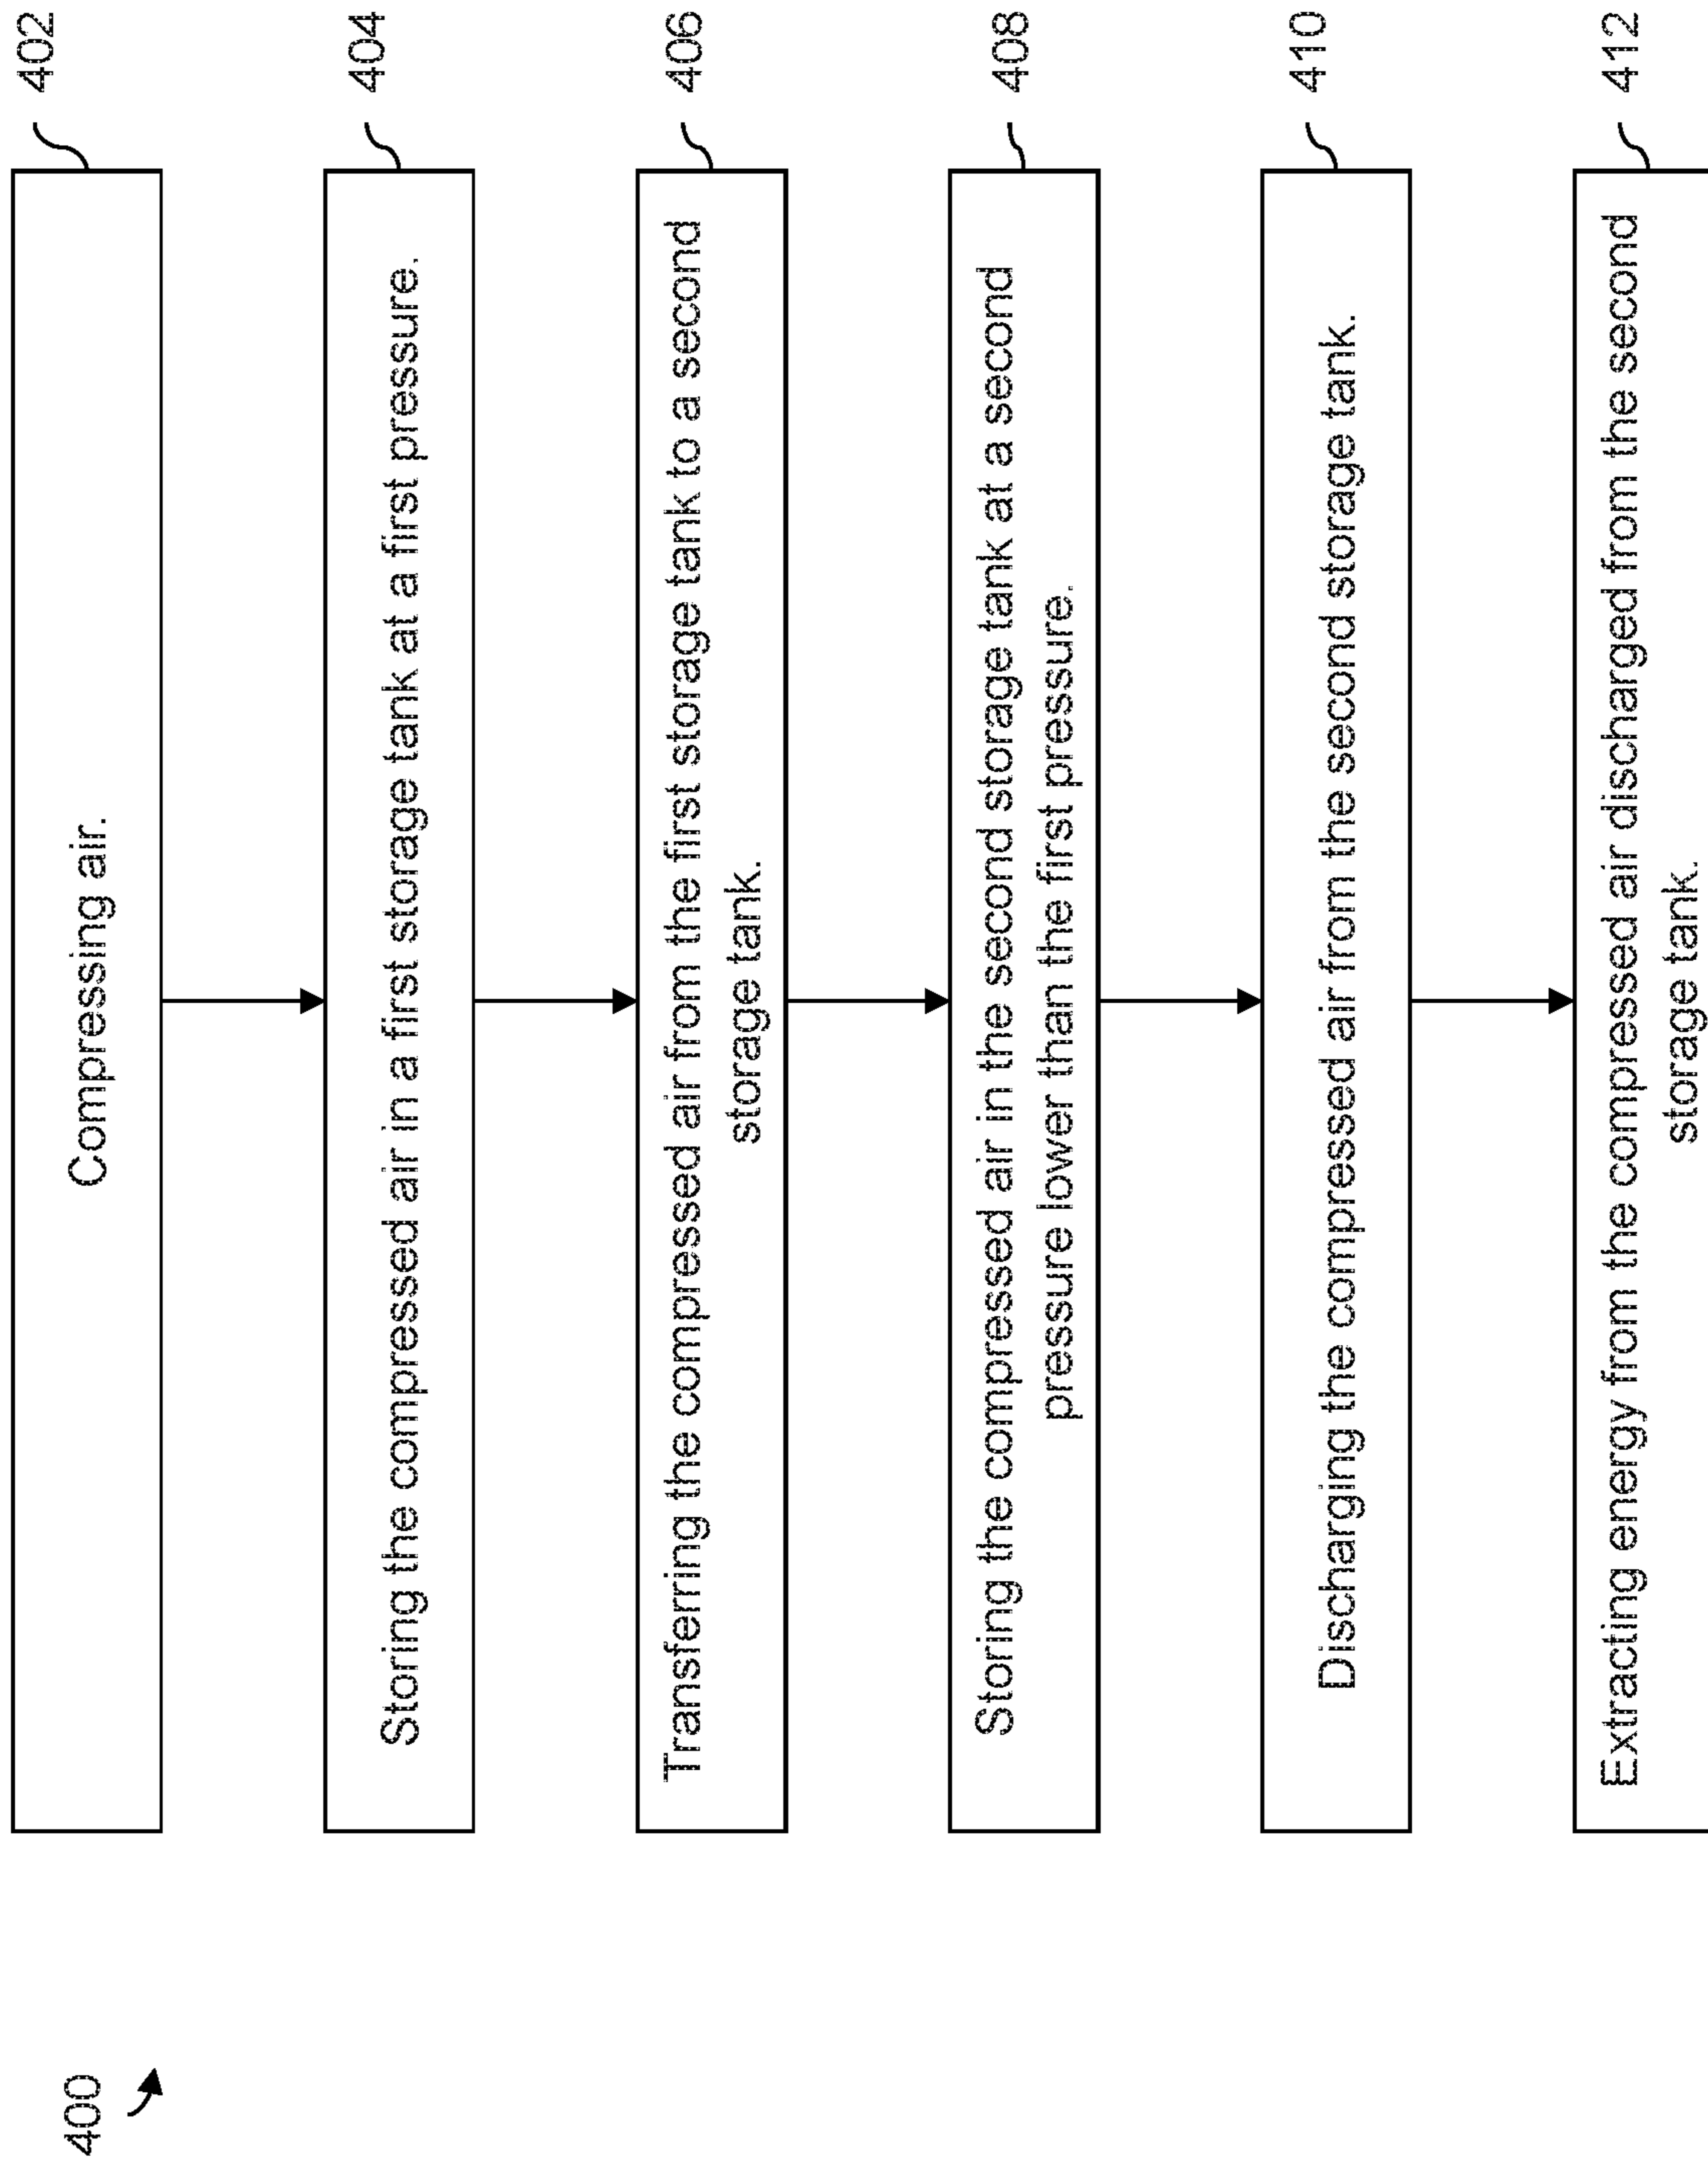 400
Compressing air.
402
Storing the compressed air in a first storage tank at a first pressure.
404
Transferring the compressed air from the first storage tank to a second
storage tank.
406
Storing the compressed air in the second storage tank at a second
pressure lower than the first pressure.
408
Discharging the compressed air from the second storage tank.
410
Extracting energy from the compressed air discharged from the second
storage tank.
412